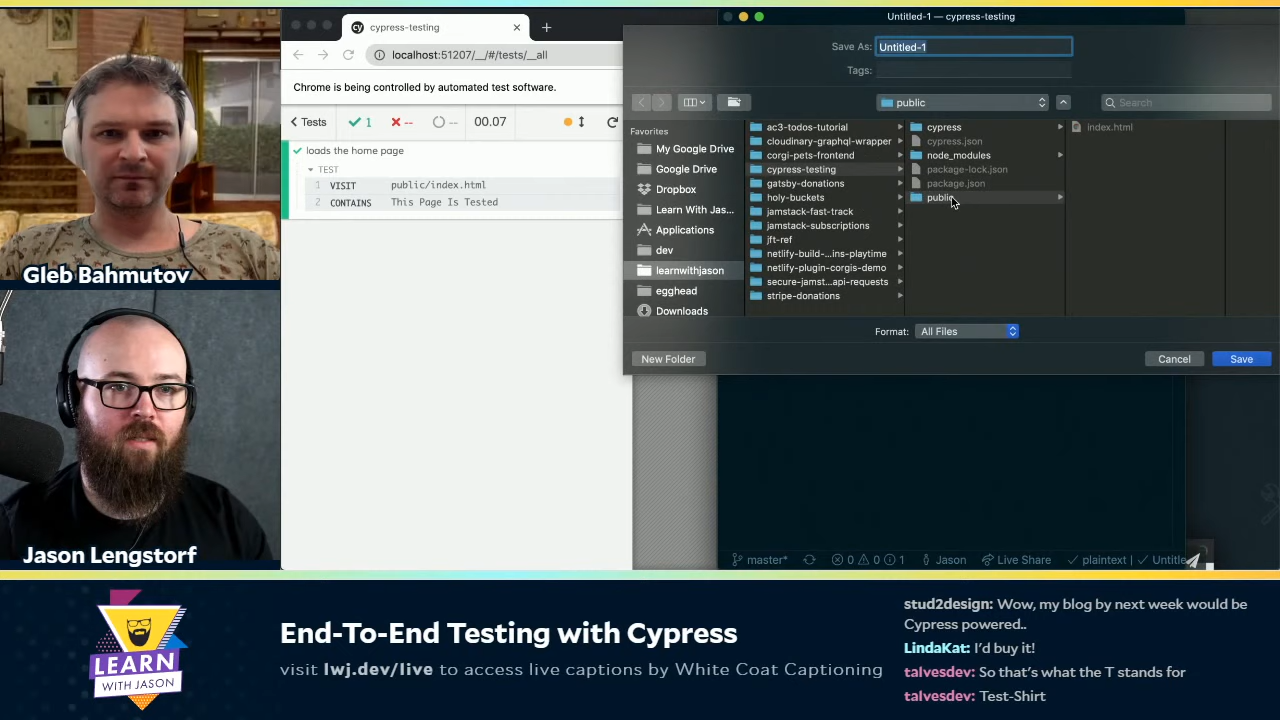 Gleb Bahmutov
Jason Lengstorf
cypress-testing
localhost:51207/__/#/tests/__all
Chrome is being controlled by automated test software.
Tests
1
--
--
00.07
loads the home page
TEST
1 VISIT public/index.html
2 CONTAINS This Page Is Tested
Untitled-1 — cypress-testing
Save As: Untitled-1
Tags:
public
Search
Favorites
My Google Drive
Google Drive
Dropbox
Learn With Jas...
Applications
dev
learnwithjason
egghead
Downloads
ac3-todos-tutorial
cloudinary-graphql-wrapper
corgi-pets-frontend
cypress-testing
gatsby-donations
holy-buckets
jamstack-fast-track
jamstack-subscriptions
jft-ref
netlify-build-...ins-playtime
netlify-plugin-corgis-demo
secure-jamst...api-requests
stripe-donations
cypress
cypress.json
node_modules
package-lock.json
package.json
public
index.html
Format: All Files
New Folder
Cancel
Save
master*
0
0
1
Jason
Live Share
plaintext |
Untitle
LEARN
WITH JASON
End-To-End Testing with Cypress
visit lwj.dev/live to access live captions by White Coat Captioning
stud2design: Wow, my blog by next week would be
Cypress powered..
LindaKat: I'd buy it!
talvesdev: So that's what the T stands for
talvesdev: Test-Shirt